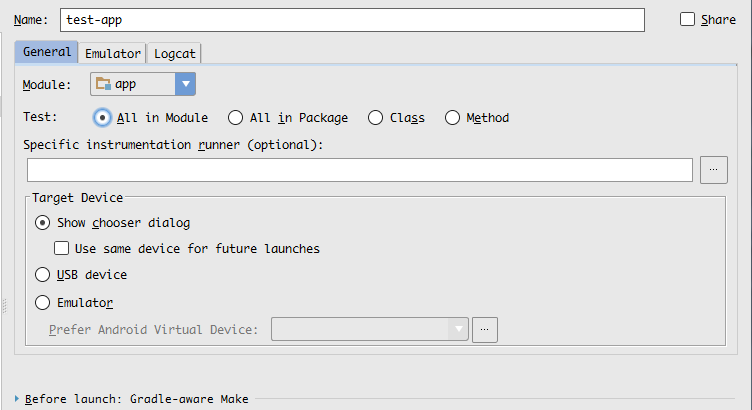 Name: test-app Share
General Emulator Logcat
Module: app
Test: All in Module All in Package Class Method
Specific instrumentation runner (optional):
...
Target Device
Show chooser dialog
Use same device for future launches
USB device
Emulator
Prefer Android Virtual Device: ...
Before launch: Gradle-aware Make